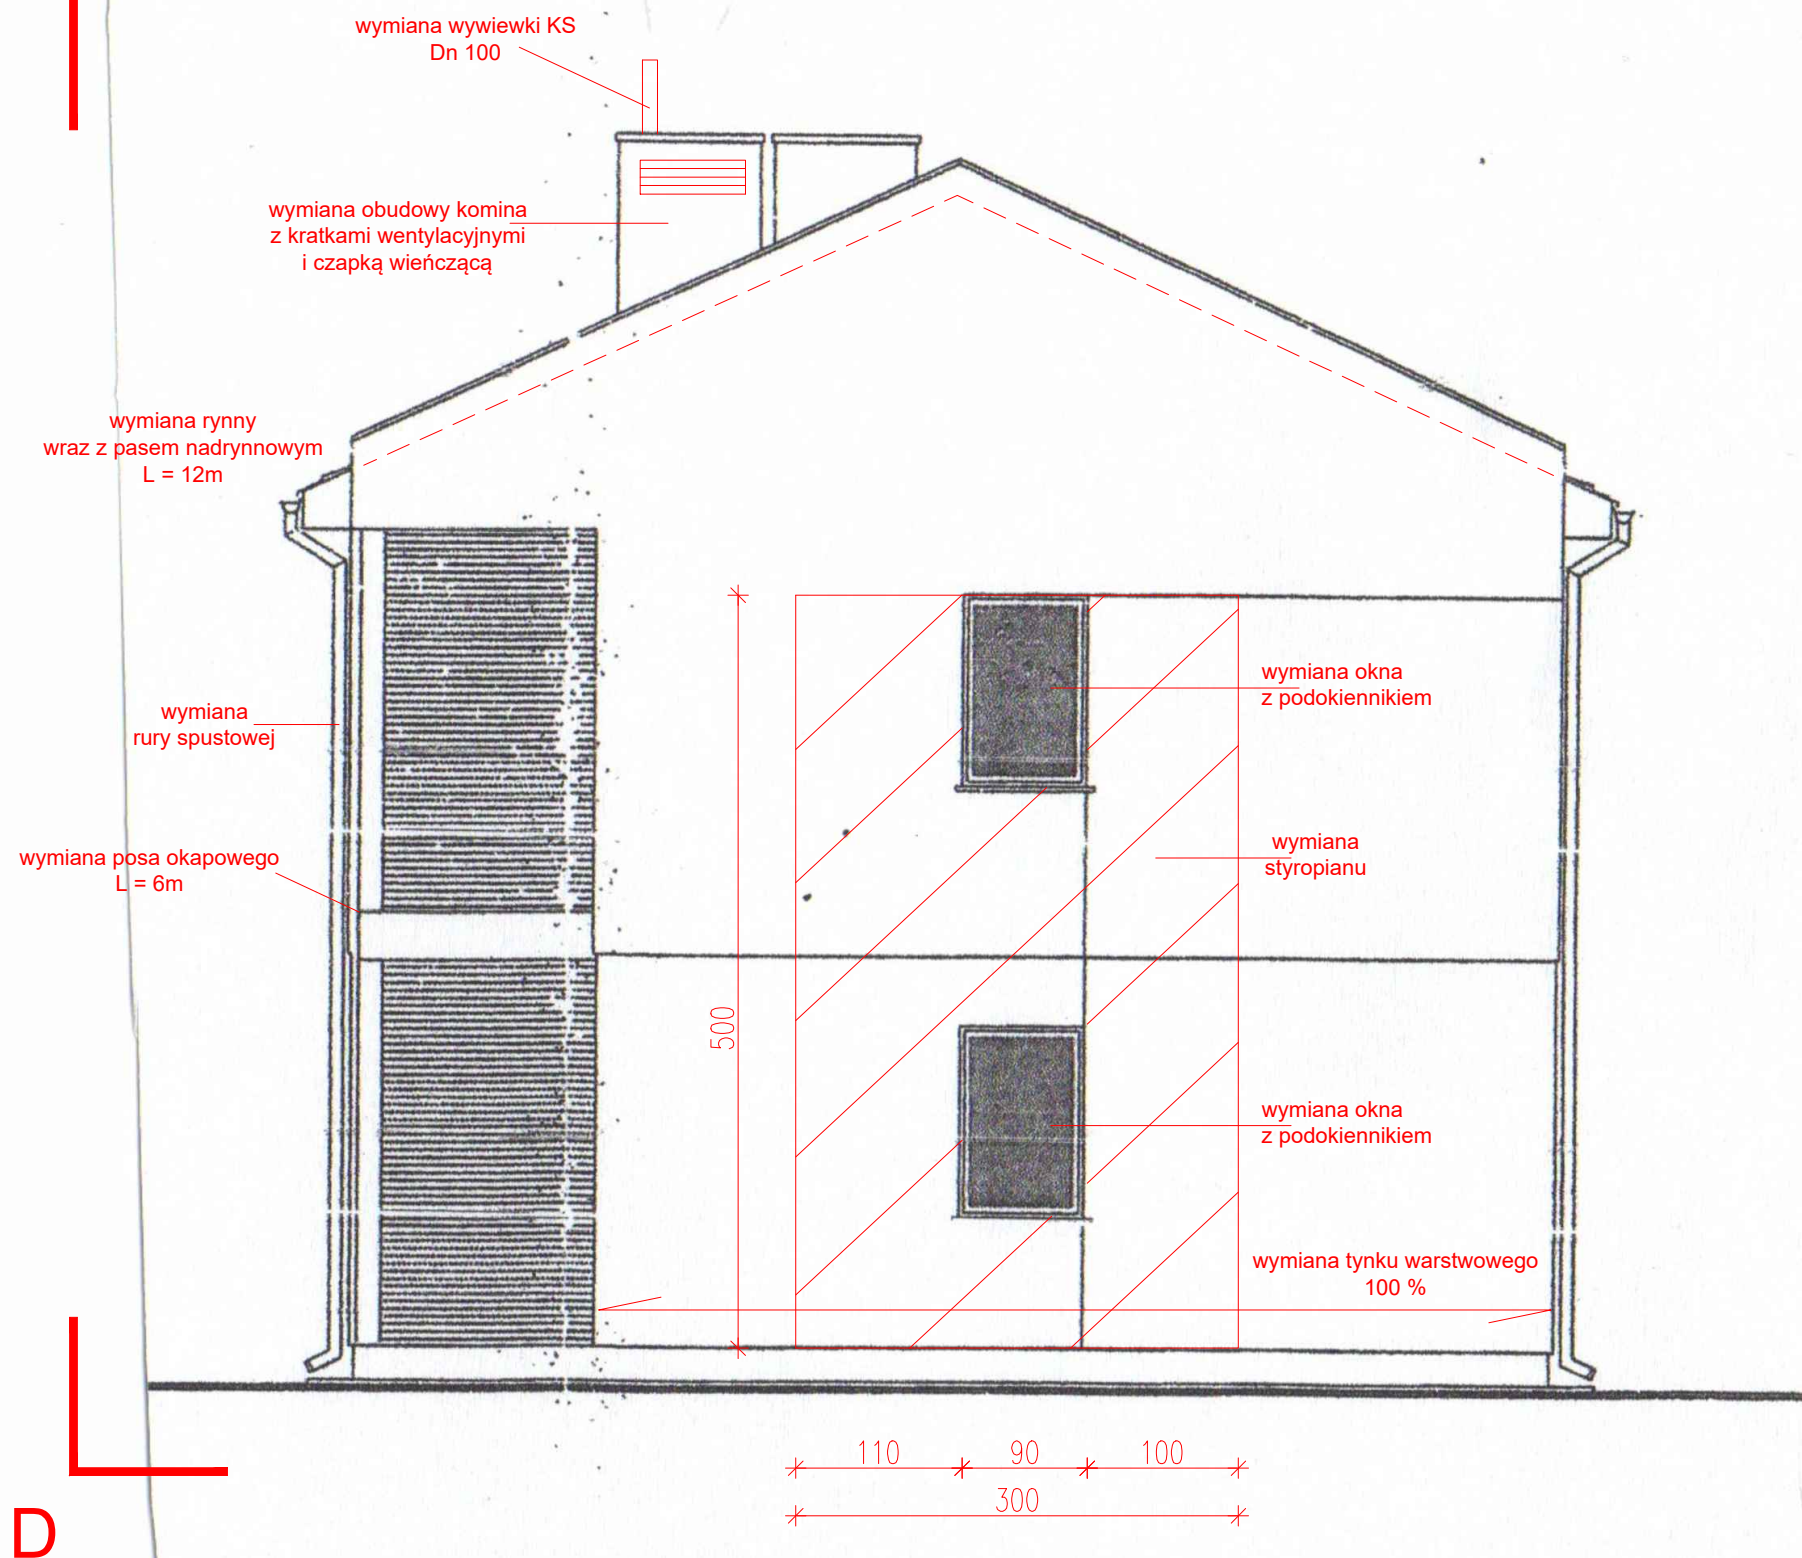 wymiana wywiewki KS
Dn 100
wymiana obudowy komina
z kratkami wentylacyjnymi
i czapką wieńczącą
wymiana rynny
wraz z pasem nadrynnowym
L = 12m
wymiana okna
z podokiennikiem
wymiana
rury spustowej
wymiana
styropianu
wymiana posa okapowego
L = 6m
500
wymiana okna
z podokiennikiem
wymiana tynku warstwowego
100 %
110
90
100
300
D